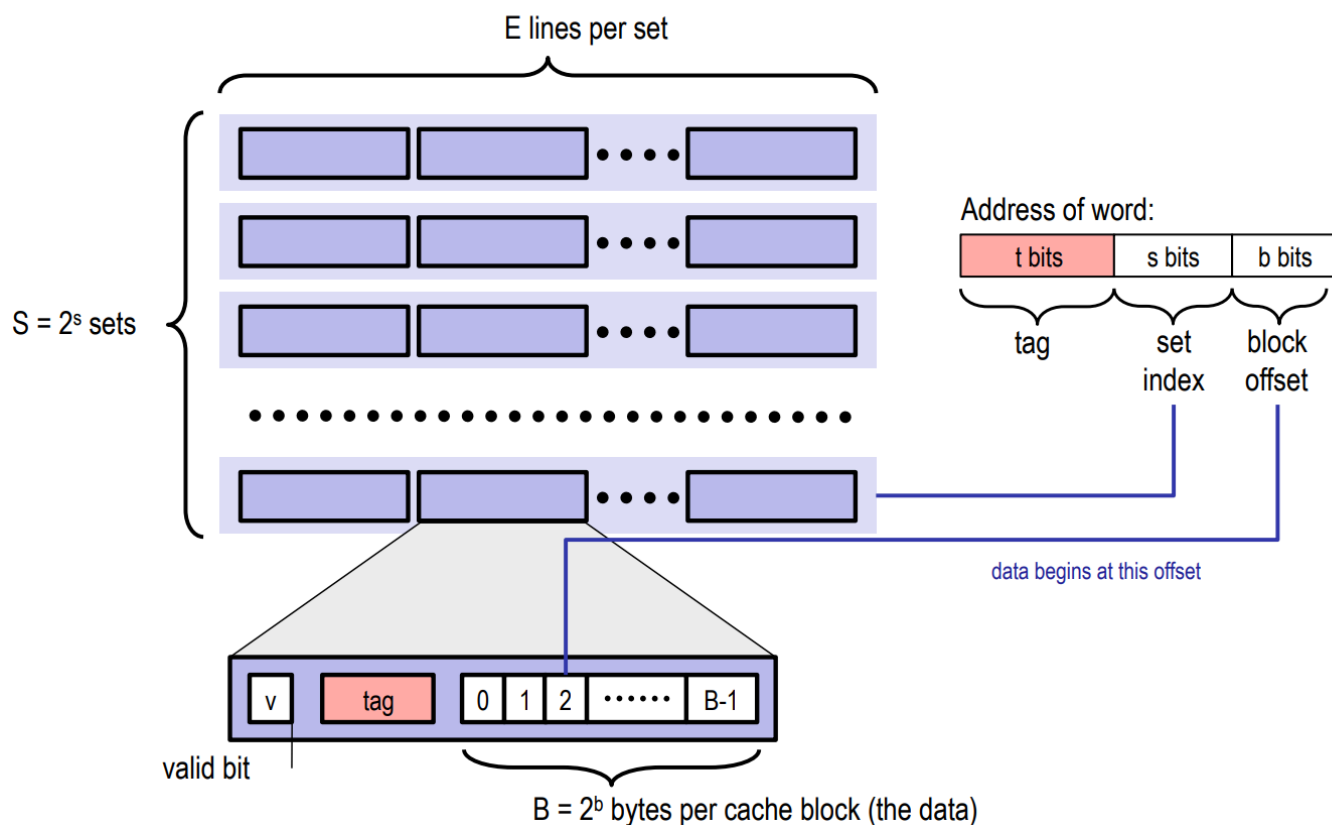 E lines per set
Address of word:
t bits s bits b bits
S = 2ˢ sets
tag set index block offset
data begins at this offset
v tag 0 1 2 B-1
valid bit
B = 2ᵇ bytes per cache block (the data)